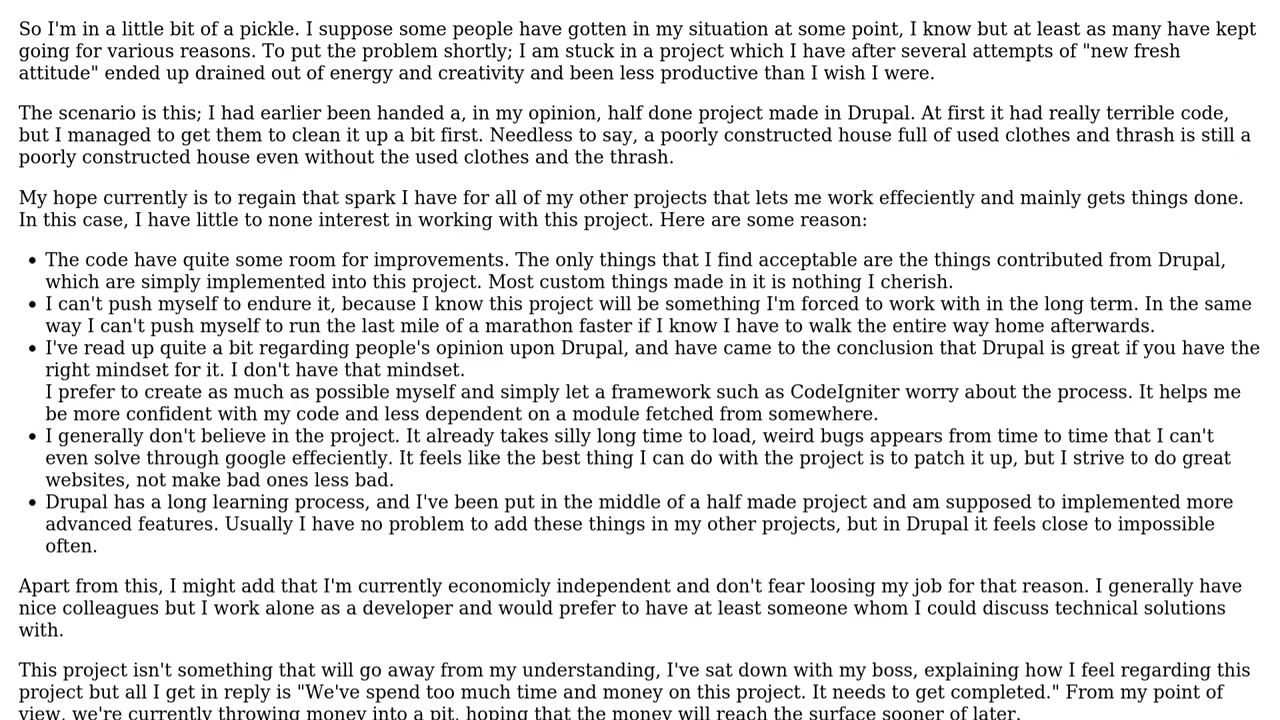 So I'm in a little bit of a pickle. I suppose some people have gotten in my situation at some point, I know but at least as many have kept
going for various reasons. To put the problem shortly; I am stuck in a project which I have after several attempts of "new fresh
attitude" ended up drained out of energy and creativity and been less productive than I wish I were.
The scenario is this; I had earlier been handed a, in my opinion, half done project made in Drupal. At first it had really terrible code,
but I managed to get them to clean it up a bit first. Needless to say, a poorly constructed house full of used clothes and thrash is still a
poorly constructed house even without the used clothes and the thrash.
My hope currently is to regain that spark I have for all of my other projects that lets me work effeciently and mainly gets things done.
In this case, I have little to none interest in working with this project. Here are some reason:
• The code have quite some room for improvements. The only things that I find acceptable are the things contributed from Drupal,
which are simply implemented into this project. Most custom things made in it is nothing I cherish.
• I can't push myself to endure it, because I know this project will be something I'm forced to work with in the long term. In the same
way I can't push myself to run the last mile of a marathon faster if I know I have to walk the entire way home afterwards.
• I've read up quite a bit regarding people's opinion upon Drupal, and have came to the conclusion that Drupal is great if you have the
right mindset for it. I don't have that mindset.
I prefer to create as much as possible myself and simply let a framework such as CodeIgniter worry about the process. It helps me
be more confident with my code and less dependent on a module fetched from somewhere.
• I generally don't believe in the project. It already takes silly long time to load, weird bugs appears from time to time that I can't
even solve through google effeciently. It feels like the best thing I can do with the project is to patch it up, but I strive to do great
websites, not make bad ones less bad.
• Drupal has a long learning process, and I've been put in the middle of a half made project and am supposed to implemented more
advanced features. Usually I have no problem to add these things in my other projects, but in Drupal it feels close to impossible
often.
Apart from this, I might add that I'm currently economicly independent and don't fear loosing my job for that reason. I generally have
nice colleagues but I work alone as a developer and would prefer to have at least someone whom I could discuss technical solutions
with.
This project isn't something that will go away from my understanding, I've sat down with my boss, explaining how I feel regarding this
project but all I get in reply is "We've spend too much time and money on this project. It needs to get completed." From my point of
view, we're currently throwing money into a pit, hoping that the money will reach the surface sooner of later.